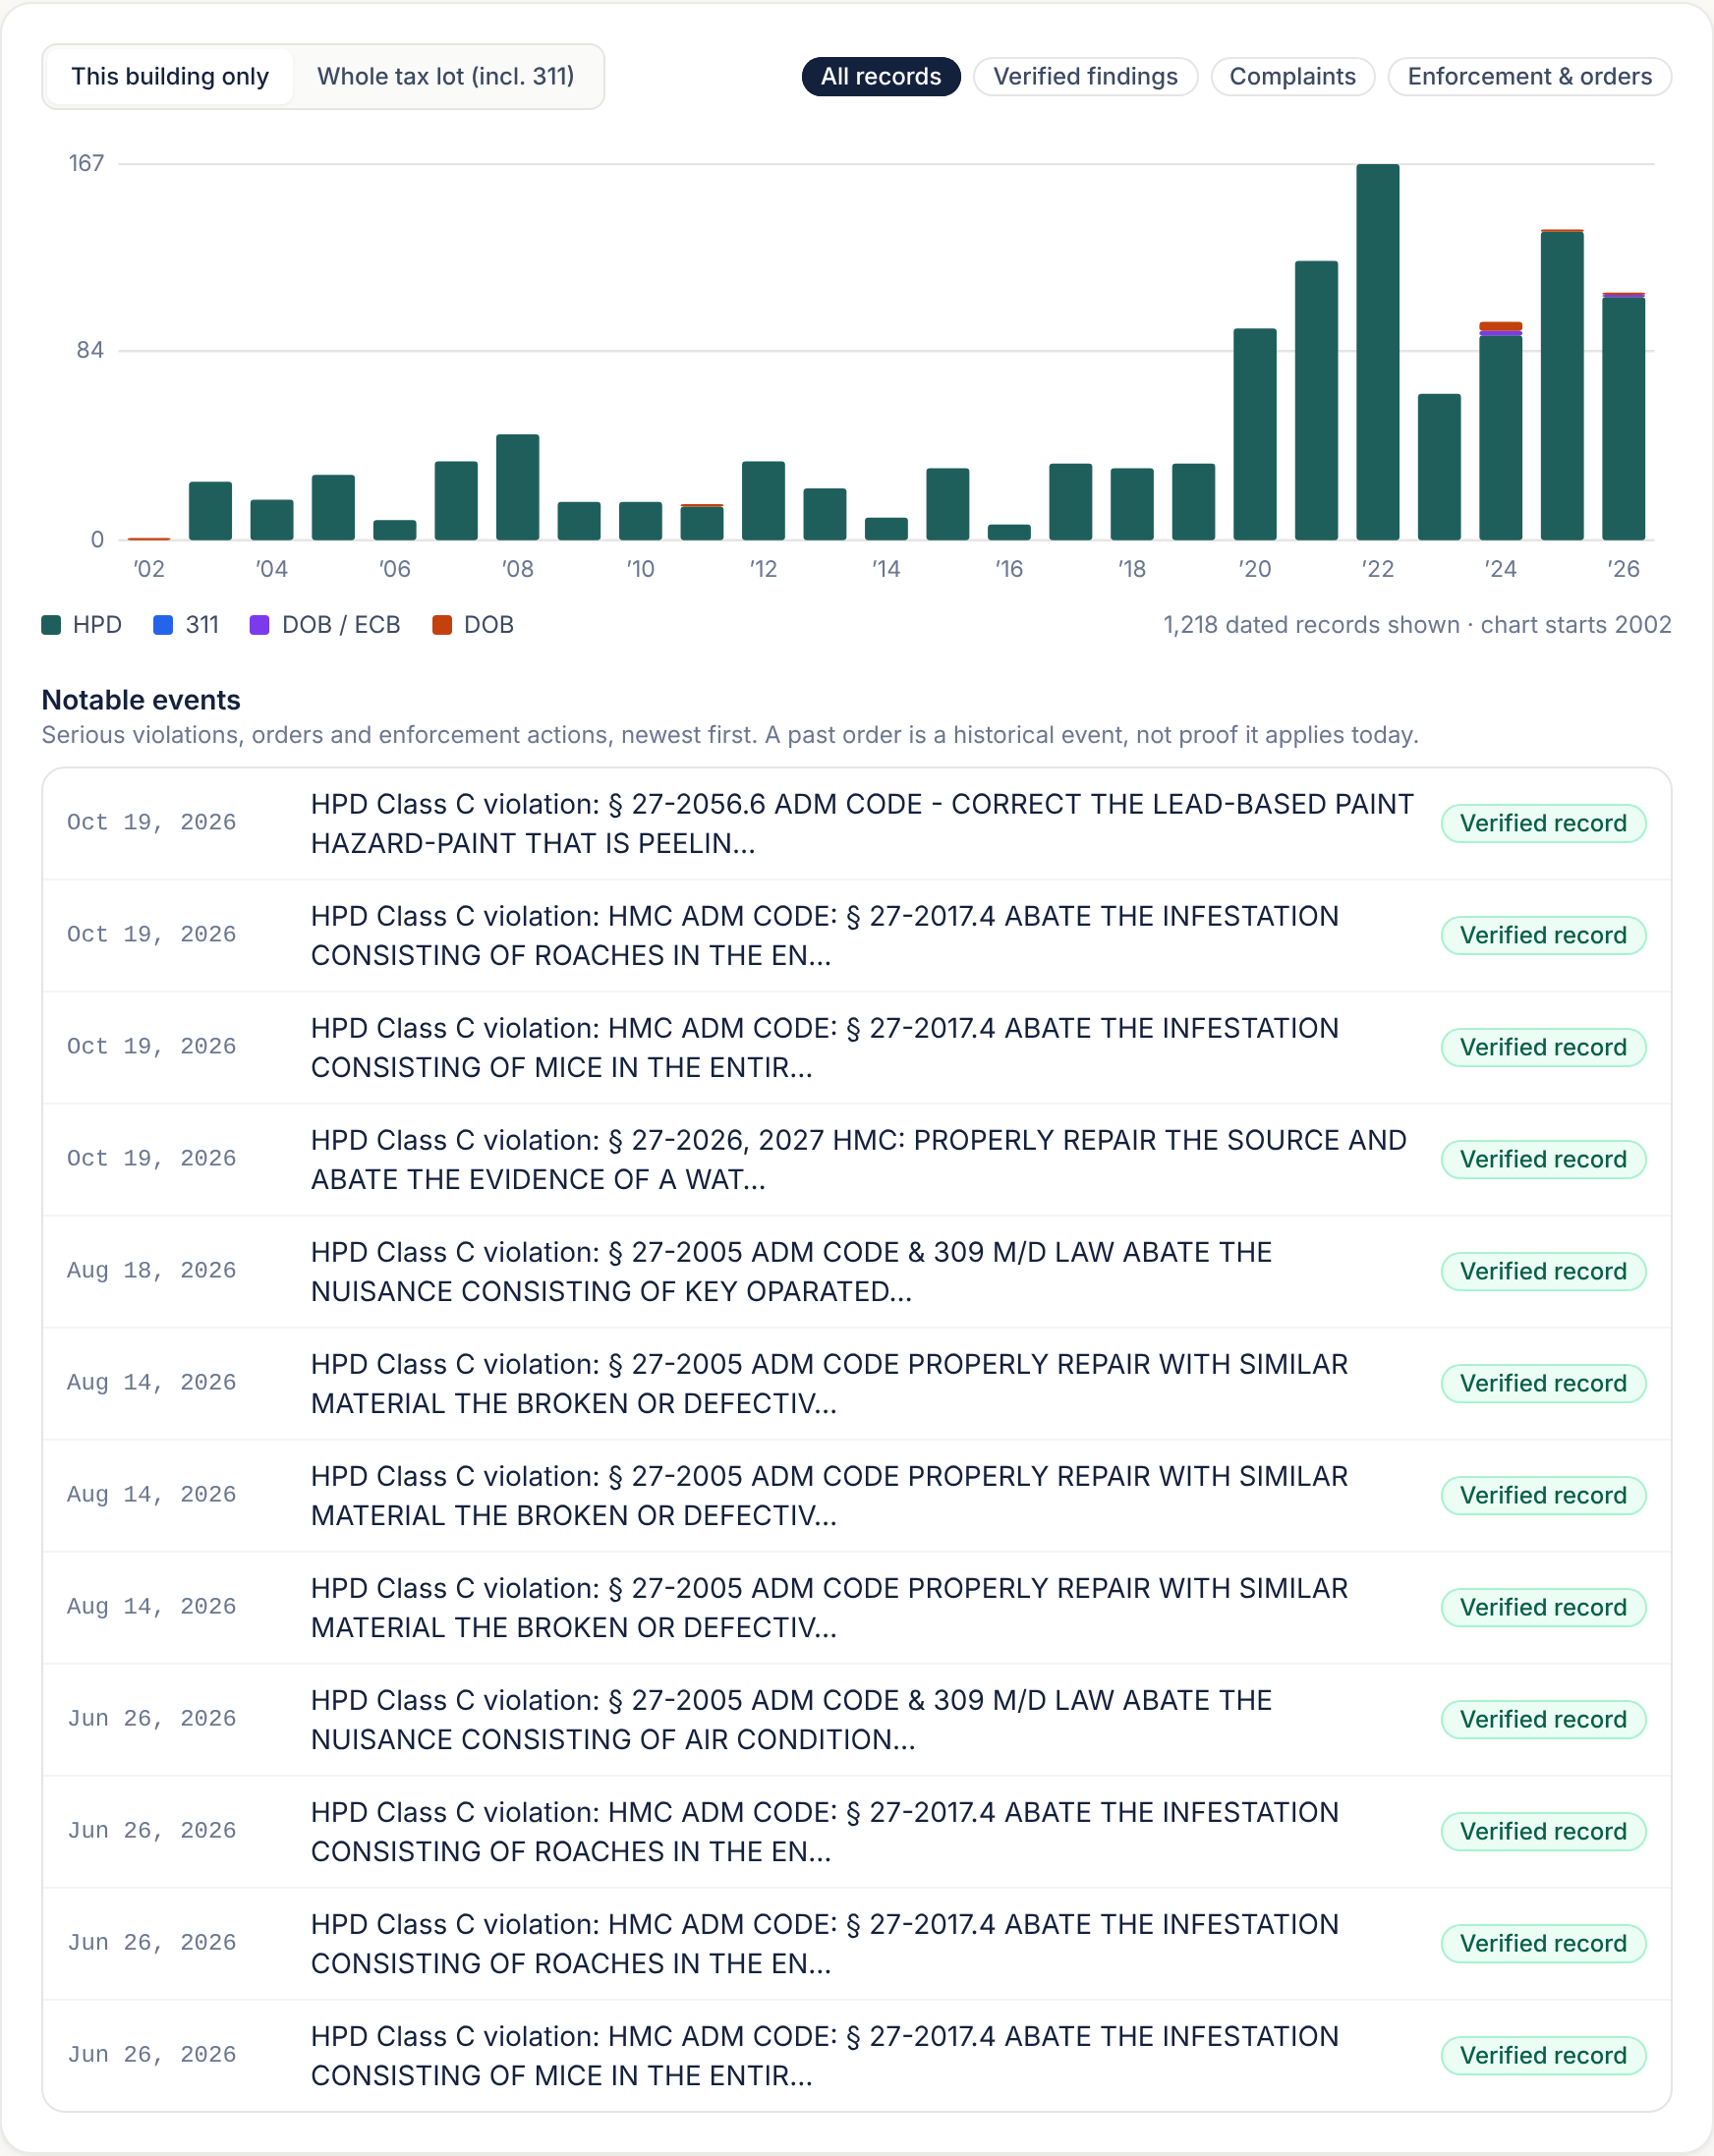 This building only
Whole tax lot (incl. 311)
All records
Verified findings
Complaints
Enforcement & orders
167
84
0
’02
’04
’06
’08
’10
’12
’14
’16
’18
’20
’22
’24
’26
HPD
311
DOB / ECB
DOB
1,218 dated records shown · chart starts 2002
Notable events
Serious violations, orders and enforcement actions, newest first. A past order is a historical event, not proof it applies today.
Oct 19, 2026
HPD Class C violation: § 27-2056.6 ADM CODE - CORRECT THE LEAD-BASED PAINT
HAZARD-PAINT THAT IS PEELIN…
Verified record
Oct 19, 2026
HPD Class C violation: HMC ADM CODE: § 27-2017.4 ABATE THE INFESTATION
CONSISTING OF ROACHES IN THE EN…
Verified record
Oct 19, 2026
HPD Class C violation: HMC ADM CODE: § 27-2017.4 ABATE THE INFESTATION
CONSISTING OF MICE IN THE ENTIR…
Verified record
Oct 19, 2026
HPD Class C violation: § 27-2026, 2027 HMC: PROPERLY REPAIR THE SOURCE AND
ABATE THE EVIDENCE OF A WAT…
Verified record
Aug 18, 2026
HPD Class C violation: § 27-2005 ADM CODE & 309 M/D LAW ABATE THE
NUISANCE CONSISTING OF KEY OPARATED…
Verified record
Aug 14, 2026
HPD Class C violation: § 27-2005 ADM CODE PROPERLY REPAIR WITH SIMILAR
MATERIAL THE BROKEN OR DEFECTIV…
Verified record
Aug 14, 2026
HPD Class C violation: § 27-2005 ADM CODE PROPERLY REPAIR WITH SIMILAR
MATERIAL THE BROKEN OR DEFECTIV…
Verified record
Aug 14, 2026
HPD Class C violation: § 27-2005 ADM CODE PROPERLY REPAIR WITH SIMILAR
MATERIAL THE BROKEN OR DEFECTIV…
Verified record
Jun 26, 2026
HPD Class C violation: § 27-2005 ADM CODE & 309 M/D LAW ABATE THE
NUISANCE CONSISTING OF AIR CONDITION…
Verified record
Jun 26, 2026
HPD Class C violation: HMC ADM CODE: § 27-2017.4 ABATE THE INFESTATION
CONSISTING OF ROACHES IN THE EN…
Verified record
Jun 26, 2026
HPD Class C violation: HMC ADM CODE: § 27-2017.4 ABATE THE INFESTATION
CONSISTING OF ROACHES IN THE EN…
Verified record
Jun 26, 2026
HPD Class C violation: HMC ADM CODE: § 27-2017.4 ABATE THE INFESTATION
CONSISTING OF MICE IN THE ENTIR…
Verified record